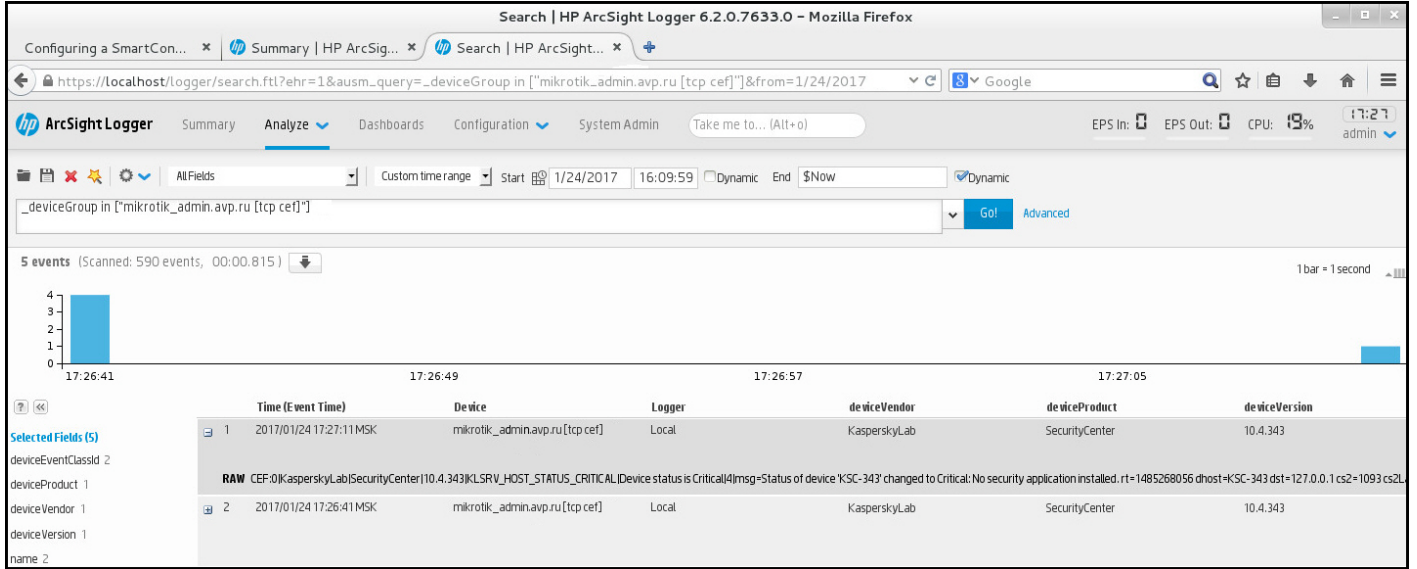 Search | HP ArcSight Logger 6.2.0.7633.0 - Mozilla Firefox
Configuring a SmartCon... × hp Summary | HP ArcSig... × hp Search | HP ArcSight... ×
https://localhost/logger/search.ftl?ehr=1&ausm_query=_deviceGroup in ["mikrotik_admin.avp.ru [tcp cef]"]&from=1/24/2017 8 Google
hp ArcSight Logger Summary Analyze Dashboards Configuration System Admin Take me to... (Alt+o) EPS In: 0 EPS Out: 0 CPU: 19% 17:27
admin
All Fields Custom time range Start 1/24/2017 16:09:59 Dynamic End $Now Dynamic
_deviceGroup in ["mikrotik_admin.avp.ru [tcp cef]"] Go! Advanced
5 events (Scanned: 590 events, 00:00.815)
1 bar = 1 second
4
3
2
1
0
17:26:41 17:26:49 17:26:57 17:27:05
? «
Time (Event Time) Device Logger deviceVendor deviceProduct deviceVersion
Selected Fields (5)
1 2017/01/24 17:27:11 MSK mikrotik_admin.avp.ru [tcp cef] Local KasperskyLab SecurityCenter 10.4.343
deviceEventClassId 2
RAW CEF:0|KasperskyLab|SecurityCenter|10.4.343|KLSRV_HOST_STATUS_CRITICAL|Device status is Critical|4|msg=Status of device 'KSC-343' changed to Critical: No security application installed. rt=1485268056 dhost=KSC-343 dst=127.0.0.1 cs2=1093 cs2L
deviceProduct 1
deviceVendor 1
2 2017/01/24 17:26:41 MSK mikrotik_admin.avp.ru [tcp cef] Local KasperskyLab SecurityCenter 10.4.343
deviceVersion 1
name 2